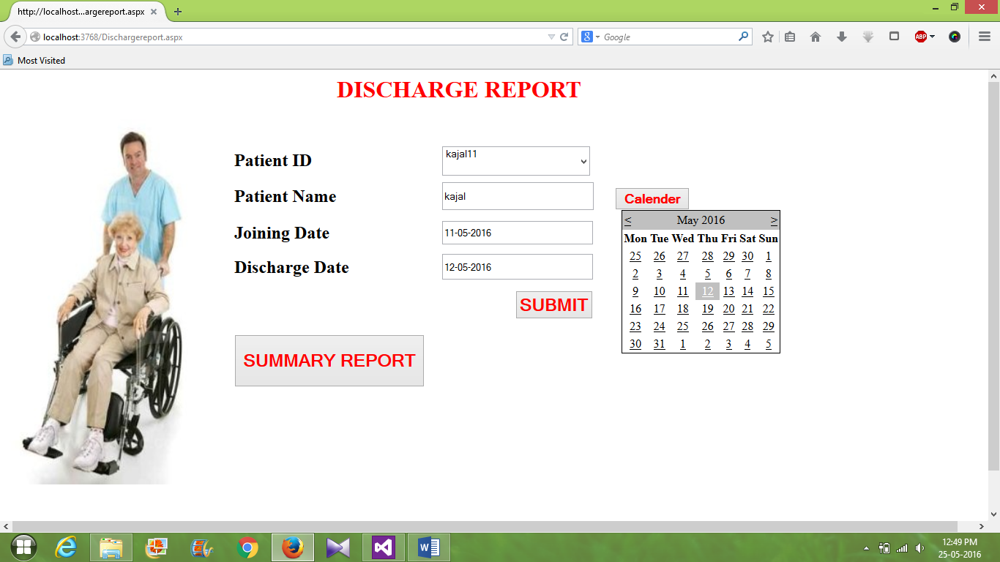 http://localhost...argereport.aspx
localhost:3768/Dischargereport.aspx
Google
ABP
Most Visited
DISCHARGE REPORT
Patient ID
kajal11
Patient Name
kajal
Calender
Joining Date
11-05-2016
Discharge Date
12-05-2016
SUBMIT
SUMMARY REPORT
< May 2016 >
Mon Tue Wed Thu Fri Sat Sun
25 26 27 28 29 30 1
2 3 4 5 6 7 8
9 10 11 12 13 14 15
16 17 18 19 20 21 22
23 24 25 26 27 28 29
30 31 1 2 3 4 5
12:49 PM
25-05-2016